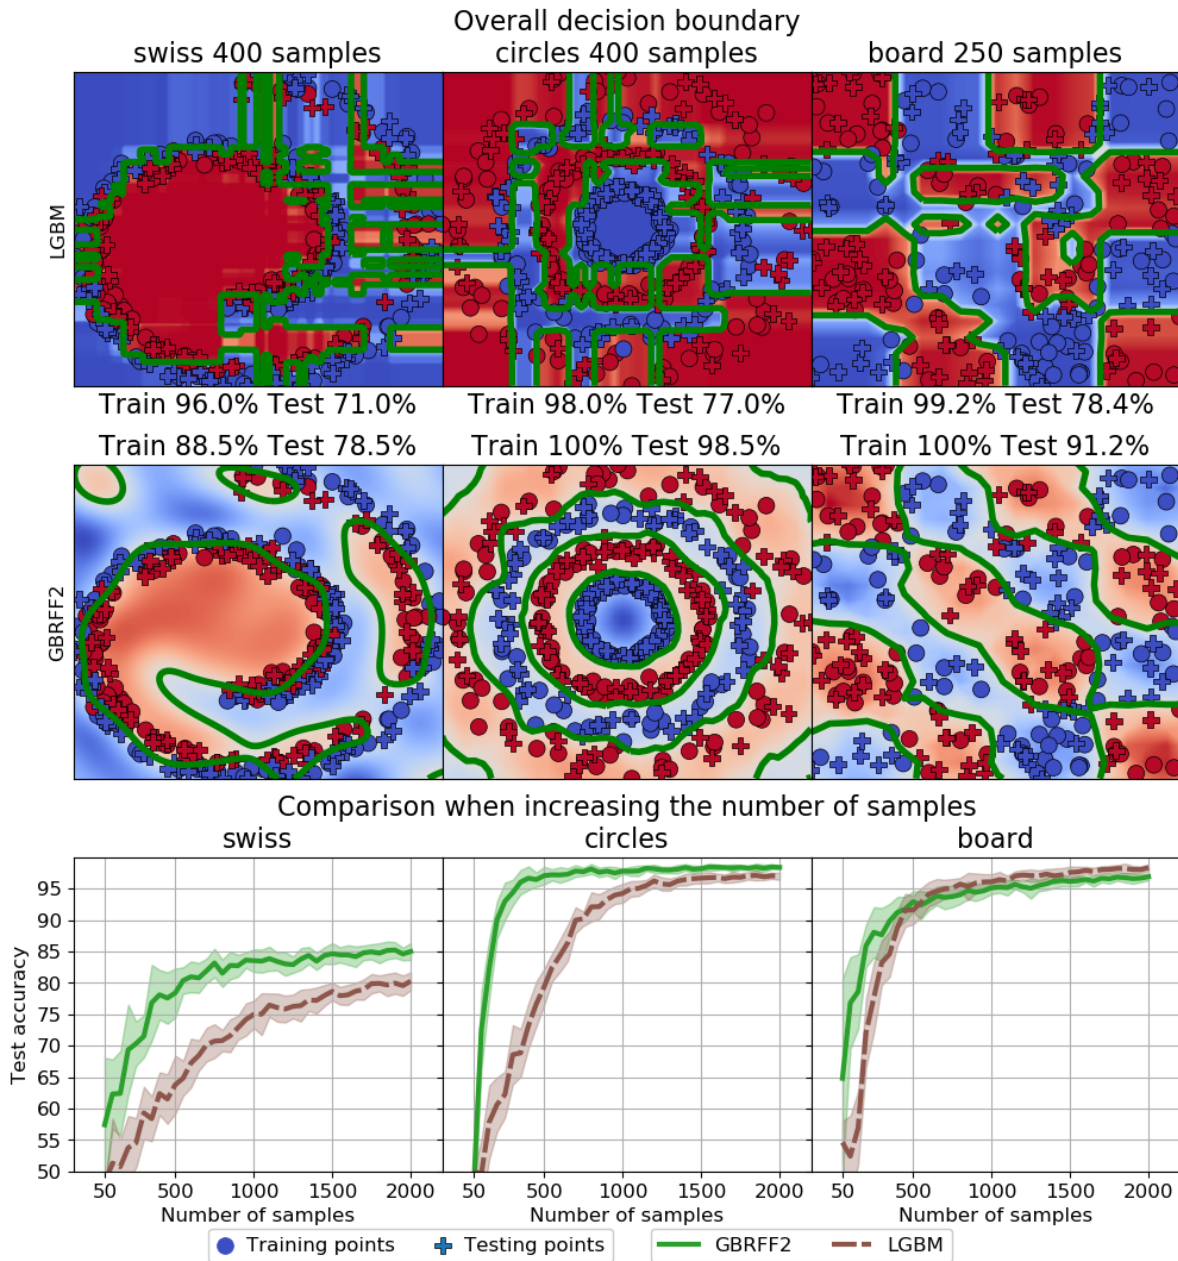 Overall decision boundary
swiss 400 samples circles 400 samples board 250 samples
LGBM
Train 96.0% Test 71.0% Train 98.0% Test 77.0% Train 99.2% Test 78.4%
Train 88.5% Test 78.5% Train 100% Test 98.5% Train 100% Test 91.2%
GBRFF2
Comparison when increasing the number of samples
swiss circles board
Test accuracy
95
90
85
80
75
70
65
60
55
50
50 500 1000 1500 2000 50 500 1000 1500 2000 50 500 1000 1500 2000
Number of samples Number of samples Number of samples
Training points Testing points GBRFF2 LGBM